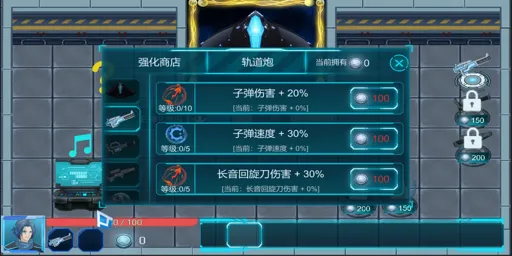 强化商店 轨道炮 当前拥有 0
子弹伤害 + 20%
[当前: 子弹伤害 + 0%]
等级:0/10
100
子弹速度 + 30%
[当前: 子弹速度 + 0%]
等级:0/5
100
长音回旋刀伤害 + 30%
[当前: 长音回旋刀伤害 + 0%]
等级:0/5
100
150
200
200
150
0 / 100
0